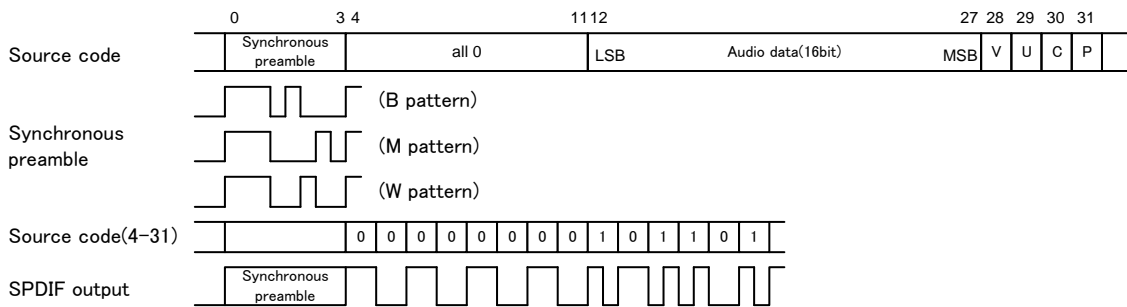 0 3 4 11 12 27 28 29 30 31
Source code Synchronous preamble all 0 LSB Audio data(16bit) MSB V U C P
(B pattern)
Synchronous preamble (M pattern)
(W pattern)
Source code(4-31) 0 0 0 0 0 0 0 0 1 0 1 1 0 1
SPDIF output Synchronous preamble